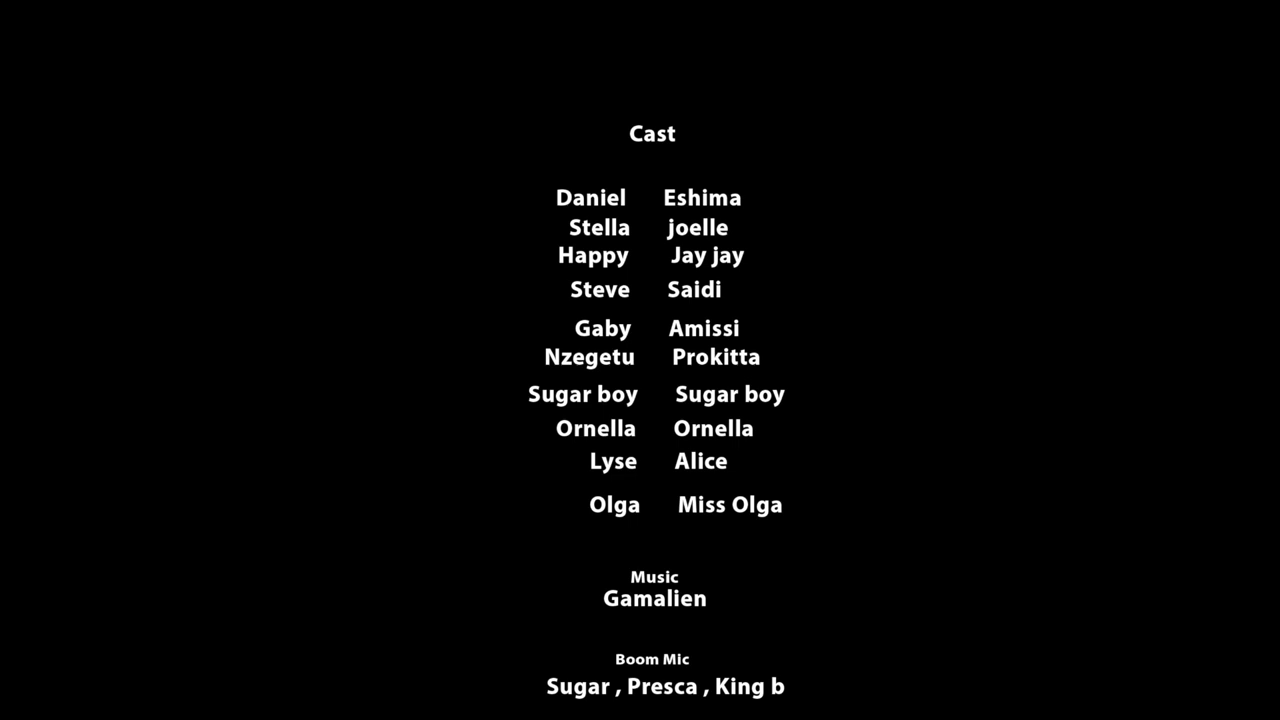 Cast
Daniel Eshima
Stella joelle
Happy Jay jay
Steve Saidi
Gaby Amissi
Nzegetu Prokitta
Sugar boy Sugar boy
Ornella Ornella
Lyse Alice
Olga Miss Olga
Music
Gamalien
Boom Mic
Sugar , Presca , King b